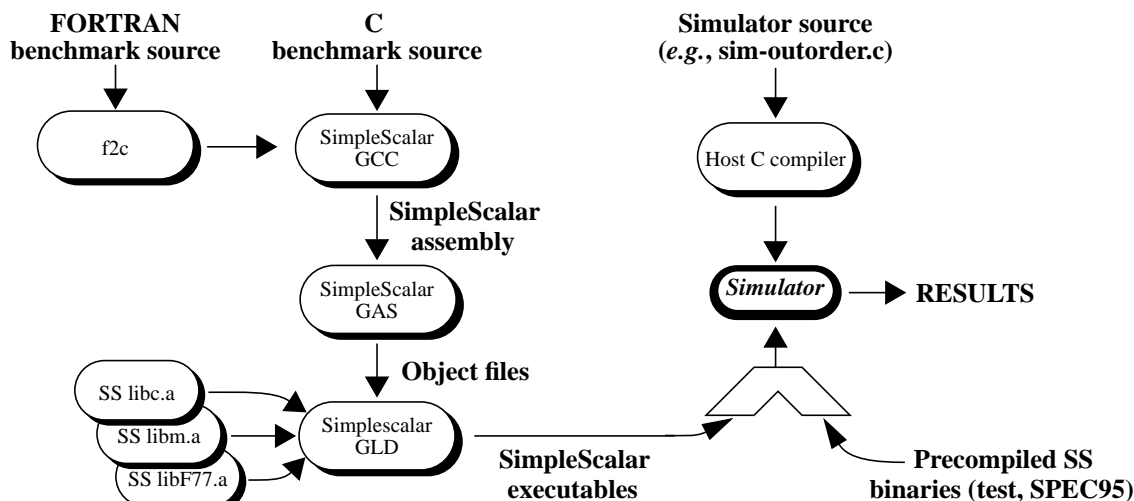 FORTRAN
benchmark source
C
benchmark source
Simulator source
(e.g., sim-outorder.c)
f2c
SimpleScalar
GCC
Host C compiler
SimpleScalar
assembly
SimpleScalar
GAS
Simulator
RESULTS
Object files
SS libc.a
SS libm.a
SS libF77.a
Simplescalar
GLD
SimpleScalar
executables
Precompiled SS
binaries (test, SPEC95)